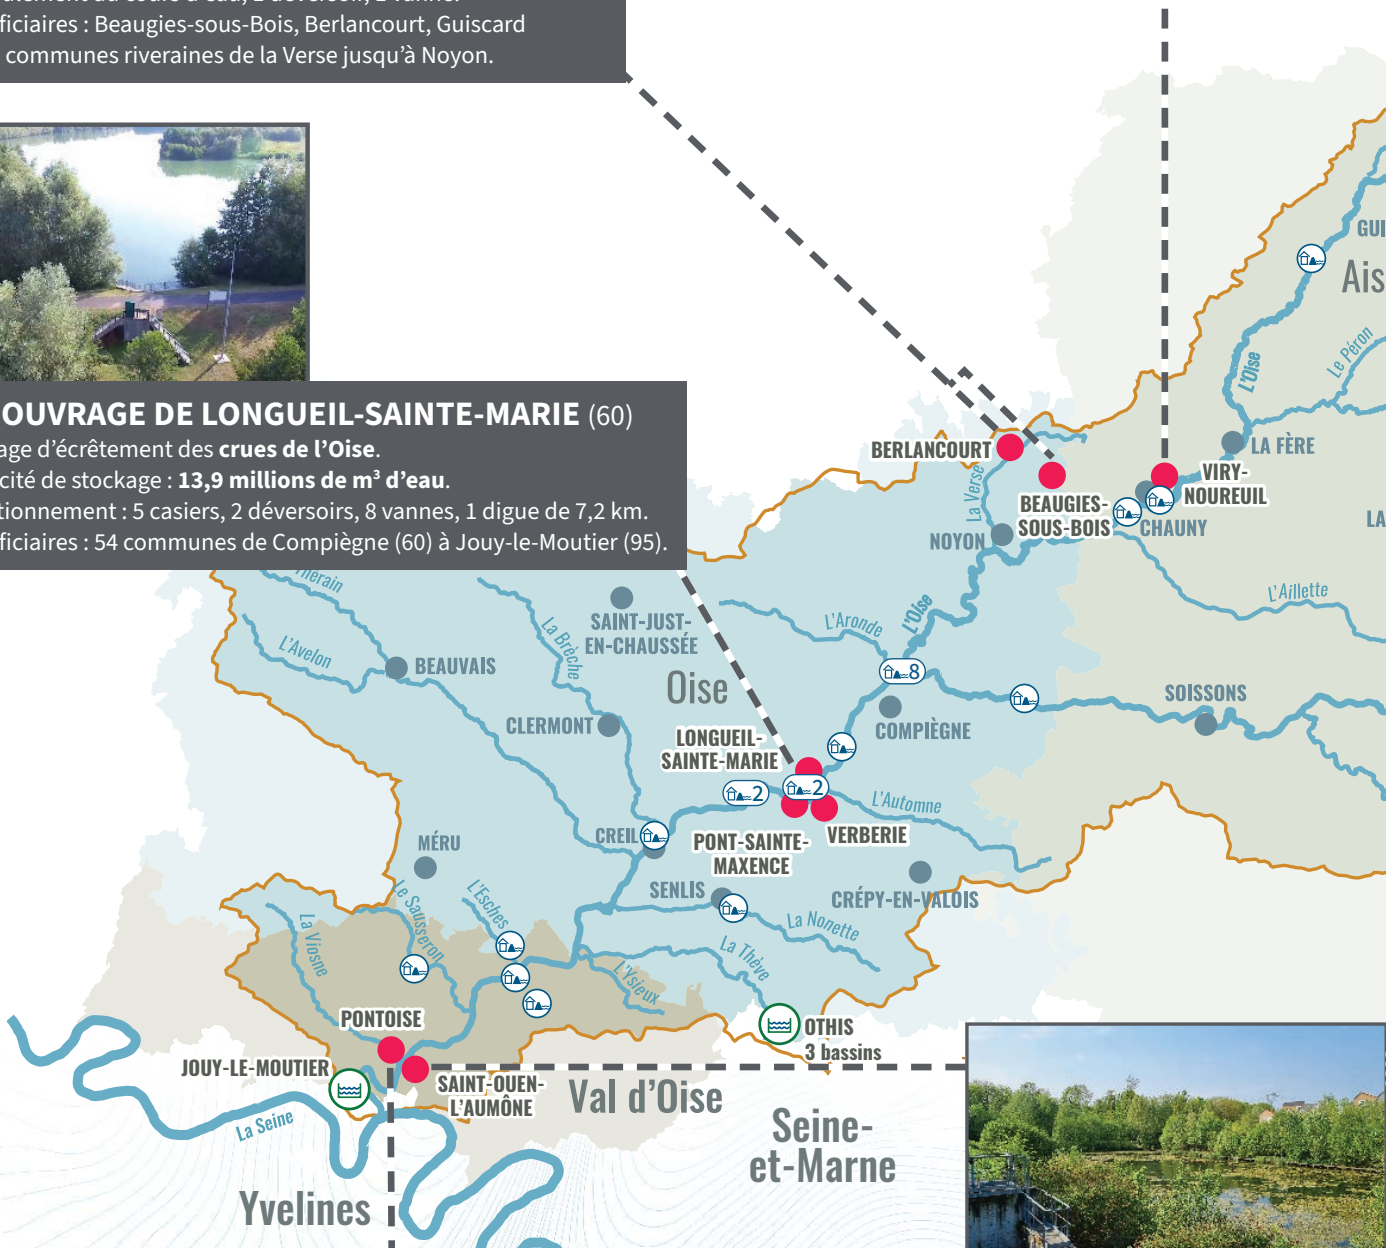 ficiaires : Beaugies-sous-Bois, Berlancourt, Guiscard
communes riveraines de la Verse jusqu'à Noyon.
OUVRAGE DE LONGUEIL-SAINTE-MARIE (60)
age d'écrêtement des crues de l'Oise.
cité de stockage : 13,9 millions de m³ d'eau.
tionnement : 5 casiers, 2 déversoirs, 8 vannes, 1 digue de 7,2 km.
ficiaires : 54 communes de Compiègne (60) à Jouy-le-Moutier (95).
GUI
Ais
L'Oise
Le Péron
LA FÈRE
BERLANCOURT
VIRY-
NOUREUIL
La Verse
BEAUGIES-
SOUS-BOIS
CHAUNY
LA
NOYON
L'Aillette
hérain
SAINT-JUST-
EN-CHAUSSÉE
La Brèche
L'Aronde
L'Oise
L'Avelon
BEAUVAIS
Oise
8
SOISSONS
CLERMONT
COMPIÈGNE
LONGUEIL-
SAINTE-MARIE
2
2
L'Automne
CREIL
MÉRU
PONT-SAINTE-
MAXENCE
VERBERIE
SENLIS
CRÉPY-EN-VALOIS
La Viosne
Le Sausseron
L'Esches
La Nonette
La Thève
L'Ysieux
PONTOISE
OTHIS
3 bassins
JOUY-LE-MOUTIER
SAINT-OUEN-
L'AUMÔNE
Val d'Oise
La Seine
Seine-
et-Marne
Yvelines